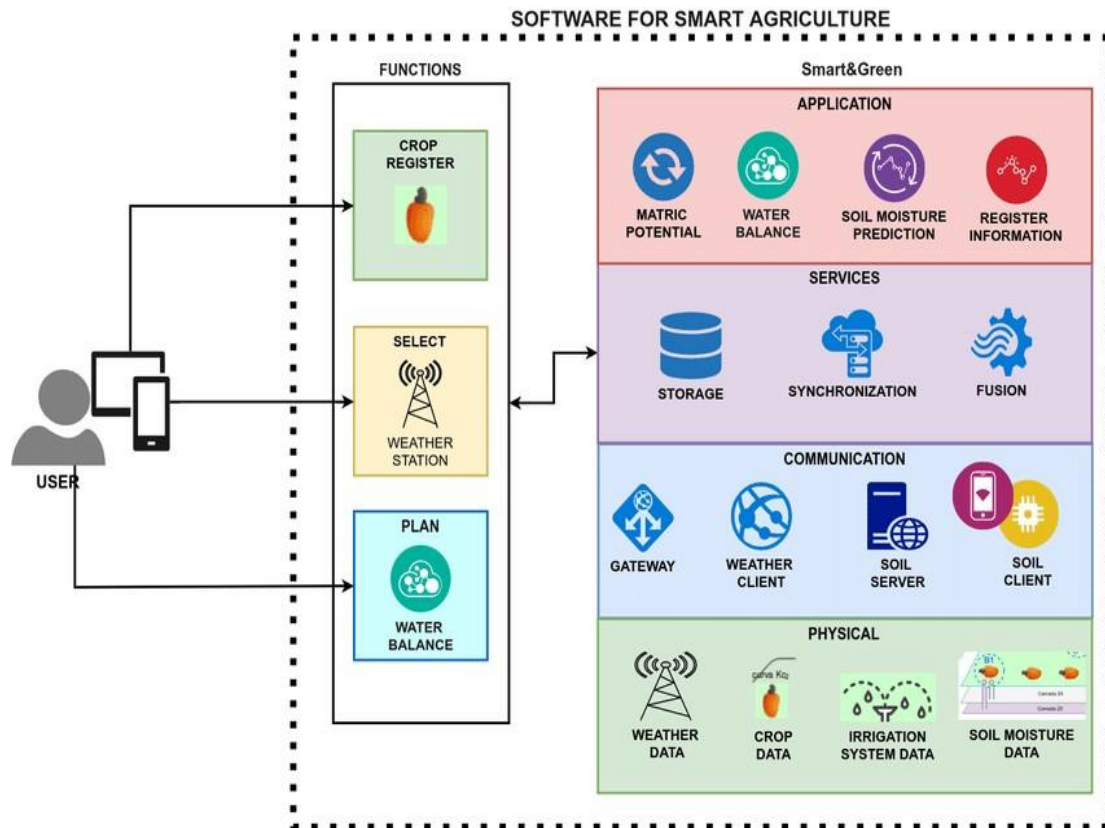 SOFTWARE FOR SMART AGRICULTURE
FUNCTIONS
CROP
REGISTER
SELECT
WEATHER
STATION
PLAN
WATER
BALANCE
USER
Smart&Green
APPLICATION
MATRIC
POTENTIAL
WATER
BALANCE
SOIL MOISTURE
PREDICTION
REGISTER
INFORMATION
SERVICES
STORAGE
SYNCHRONIZATION
FUSION
COMMUNICATION
GATEWAY
WEATHER
CLIENT
SOIL
SERVER
SOIL
CLIENT
PHYSICAL
WEATHER
DATA
curva
CROP
DATA
IRRIGATION
SYSTEM DATA
B1
SOIL MOISTURE
DATA